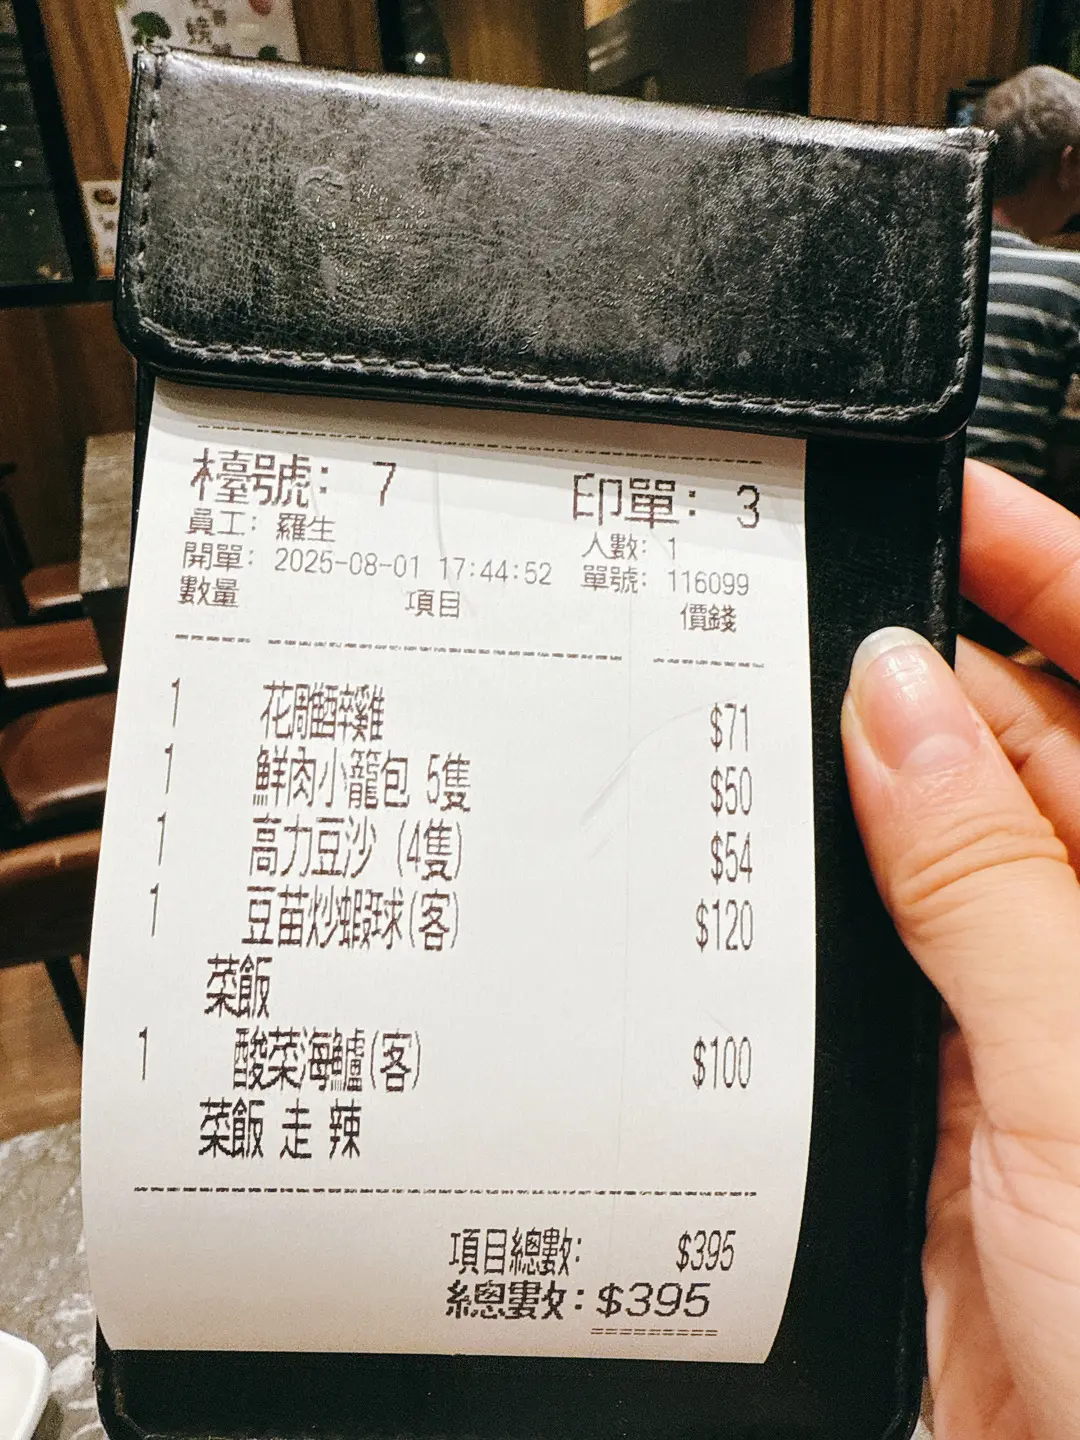 檯號: 7 印單: 3
員工: 羅生 人數: 1
開單: 2025-08-01 17:44:52 單號: 116099
數量 項目 價錢
1 花雕醉雞 $71
1 鮮肉小籠包 5隻 $50
1 高力豆沙 (4隻) $54
1 豆苗炒蝦球(客) $120
菜飯
1 酸菜海鱸(客) $100
菜飯 走 辣
項目總數: $395
總數: $395